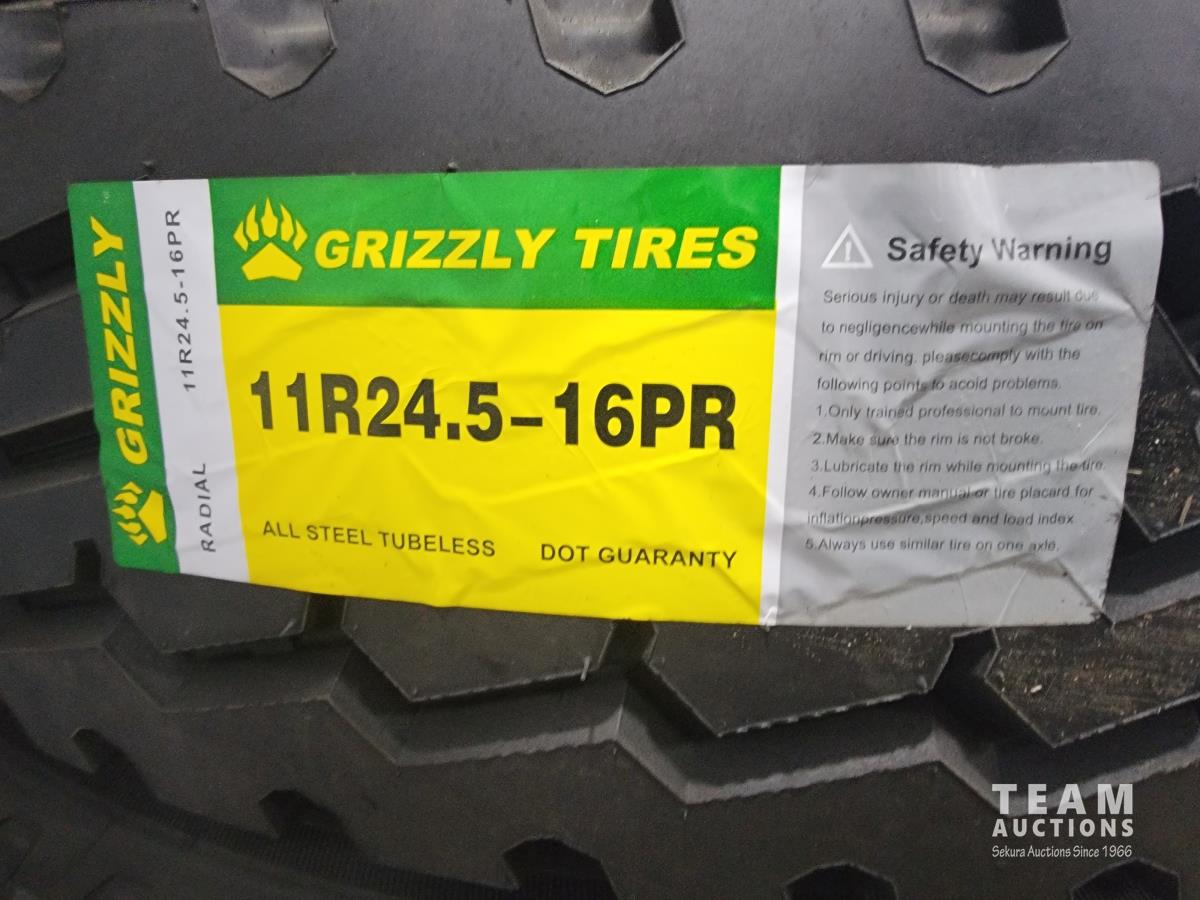 GRIZZLY
RADIAL 11R24.5-16PR
GRIZZLY TIRES
11R24.5-16PR
ALL STEEL TUBELESS DOT GUARANTY
Safety Warning
Serious injury or death may result due
to negligencewhile mounting the tire on
rim or driving. pleasecomply with the
following points to acoid problems.
1.Only trained professional to mount tire.
2.Make sure the rim is not broke.
3.Lubricate the rim while mounting the tire.
4.Follow owner manual or tire placard for
inflationpressure,speed and load index
5.Always use similar tire on one axle.
TEAM
AUCTIONS
Sekura Auctions Since 1966